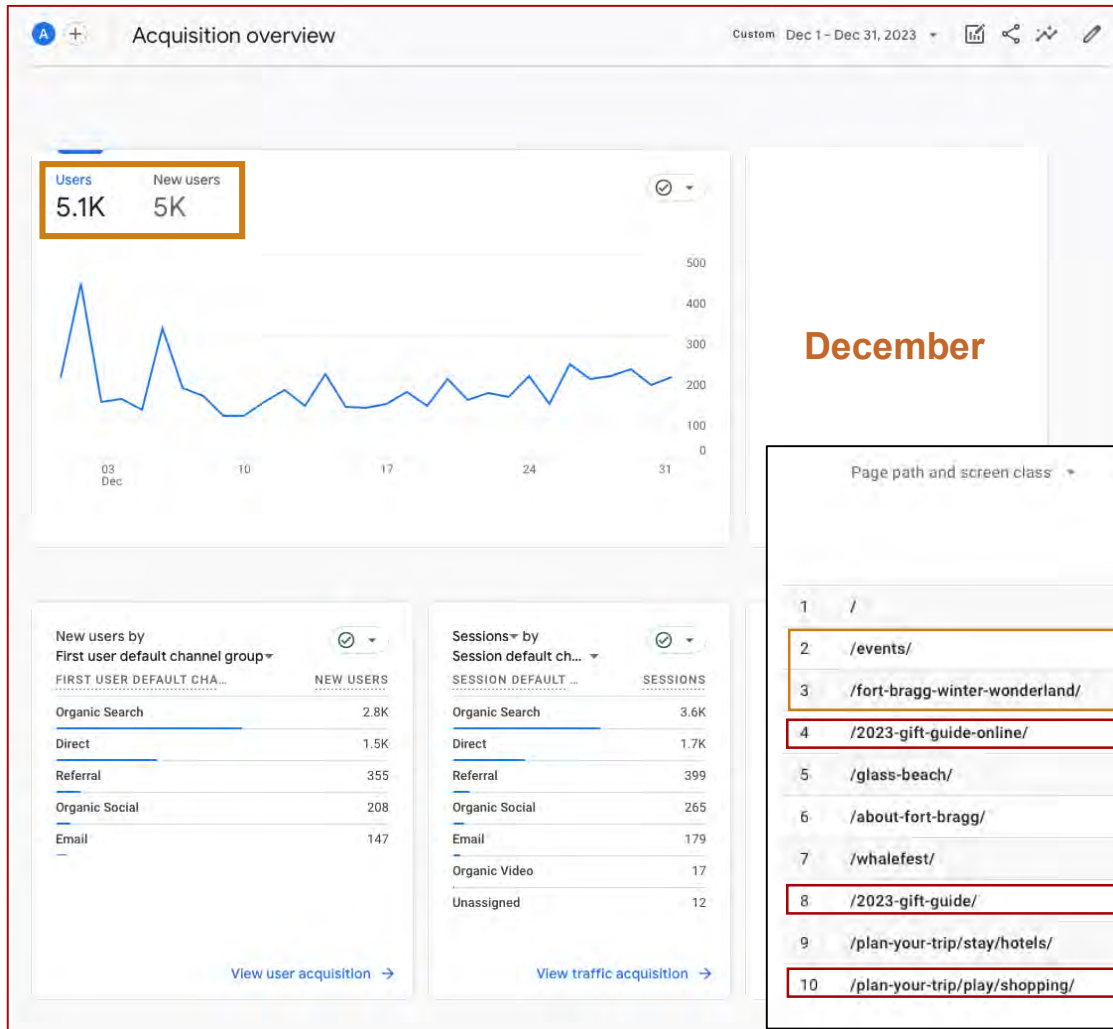 A + Acquisition overview Custom Dec 1 - Dec 31, 2023
Users New users
5.1K 5K
500
400
300
200
100
0
03 10 17 24 31
Dec
December
New users by
First user default channel group
FIRST USER DEFAULT CHA... NEW USERS
Organic Search 2.8K
Direct 1.5K
Referral 355
Organic Social 208
Email 147
View user acquisition →
Sessions by
Session default ch...
SESSION DEFAULT ... SESSIONS
Organic Search 3.6K
Direct 1.7K
Referral 399
Organic Social 265
Email 179
Organic Video 17
Unassigned 12
View traffic acquisition →
Page path and screen class
1 /
2 /events/
3 /fort-bragg-winter-wonderland/
4 /2023-gift-guide-online/
5 /glass-beach/
6 /about-fort-bragg/
7 /whalefest/
8 /2023-gift-guide/
9 /plan-your-trip/stay/hotels/
10 /plan-your-trip/play/shopping/